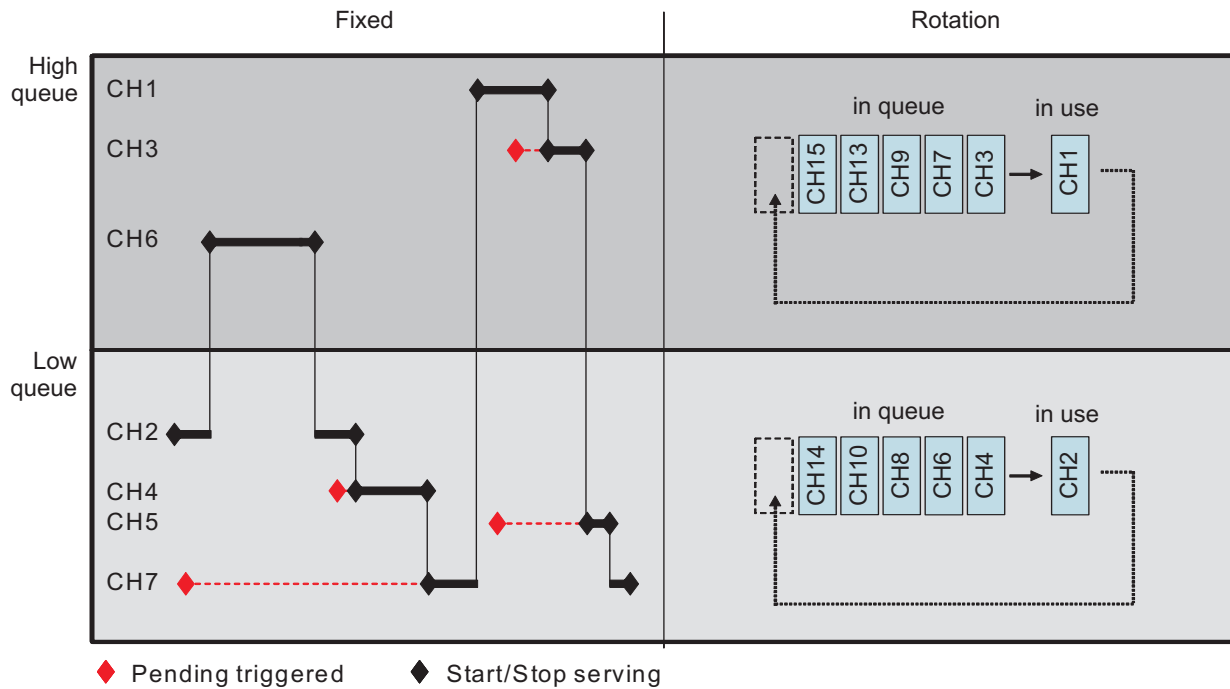 Fixed
Rotation
High
queue
CH1
CH3
CH6
in queue
in use
CH15
CH13
CH9
CH7
CH3
CH1
Low
queue
CH2
CH4
CH5
CH7
in queue
in use
CH14
CH10
CH8
CH6
CH4
CH2
Pending triggered
Start/Stop serving